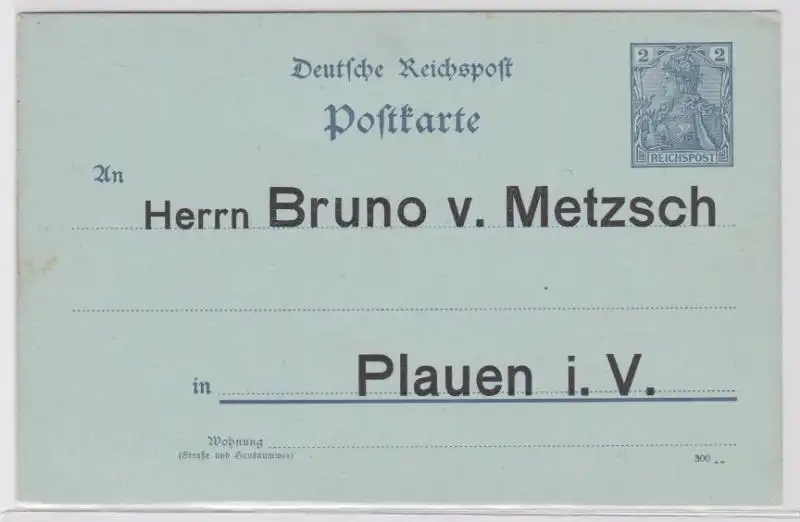 Deutsche Reichspost
Postkarte
2 2
REICHSPOST
An
Herrn Bruno v. Metzsch
in Plauen i. V.
Wohnung
(Straße und Hausnummer)
300